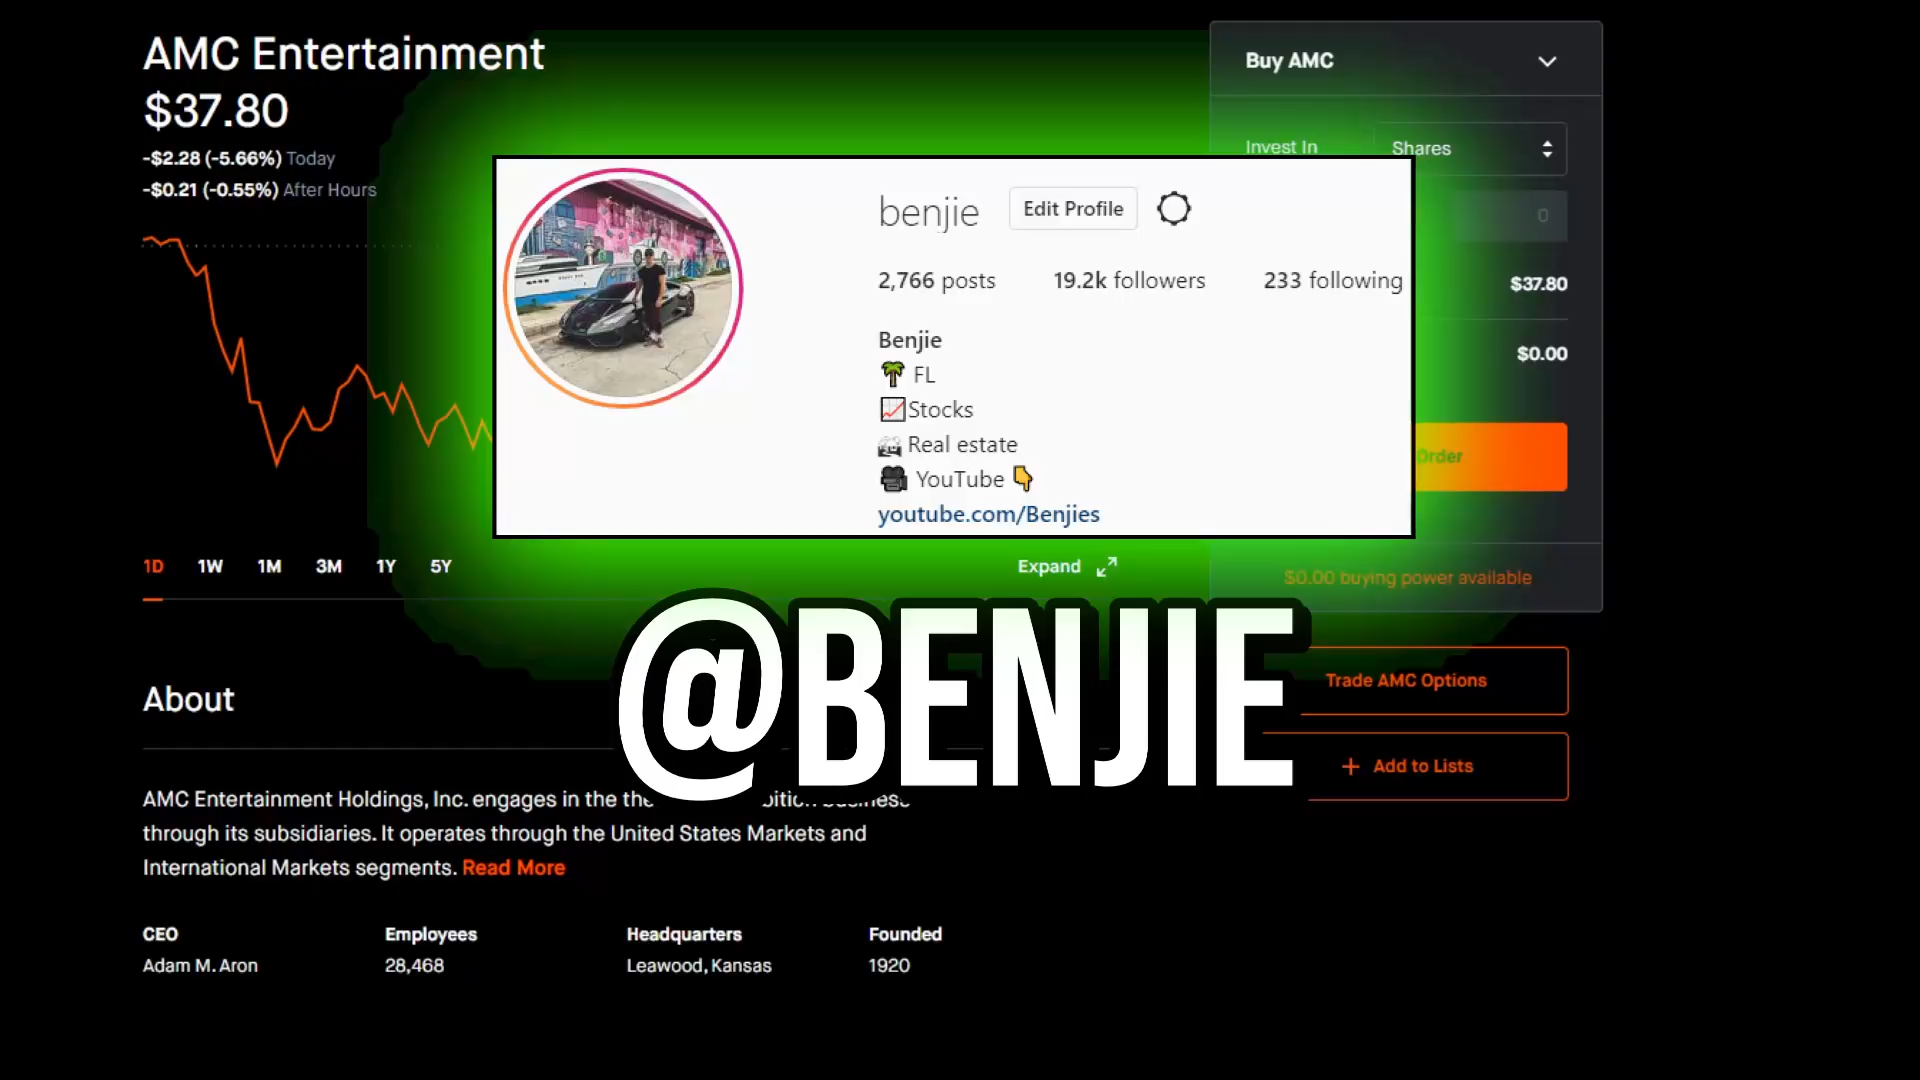 AMC Entertainment
$37.80
-$2.28 (-5.66%) Today
-$0.21 (-0.55%) After Hours
Buy AMC
Invest In Shares
0
$37.80
$0.00
Order
$0.00 buying power available
benjie Edit Profile
2,766 posts 19.2k followers 233 following
Benjie
FL
Stocks
Real estate
YouTube
youtube.com/Benjies
1D 1W 1M 3M 1Y 5Y
Expand
@BENJIE
Trade AMC Options
+ Add to Lists
About
AMC Entertainment Holdings, Inc. engages in the business
through its subsidiaries. It operates through the United States Markets and
International Markets segments. Read More
CEO Employees Headquarters Founded
Adam M. Aron 28,468 Leawood, Kansas 1920